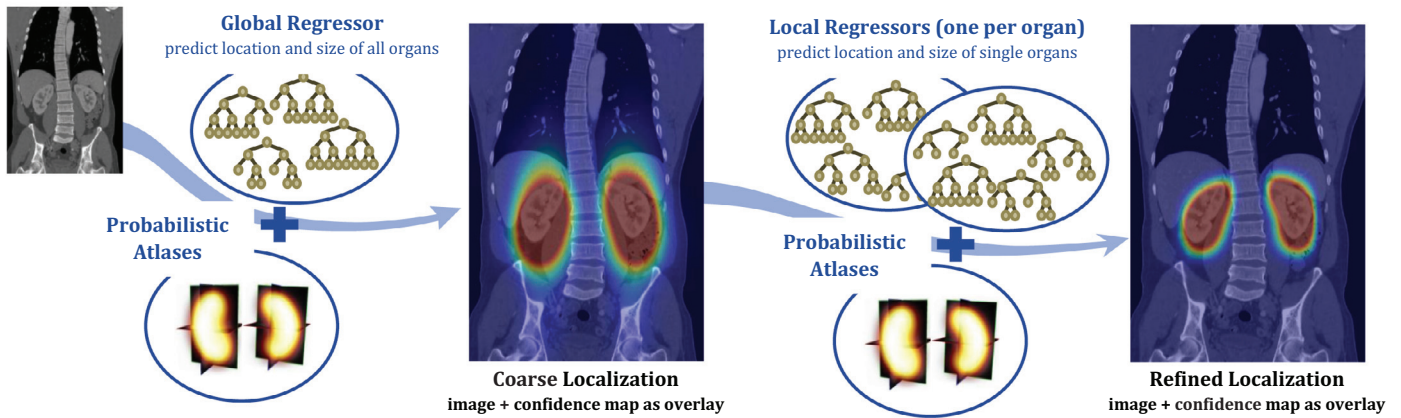 Global Regressor
predict location and size of all organs
Probabilistic
Atlases
Coarse Localization
image + confidence map as overlay
Local Regressors (one per organ)
predict location and size of single organs
Probabilistic
Atlases
Refined Localization
image + confidence map as overlay